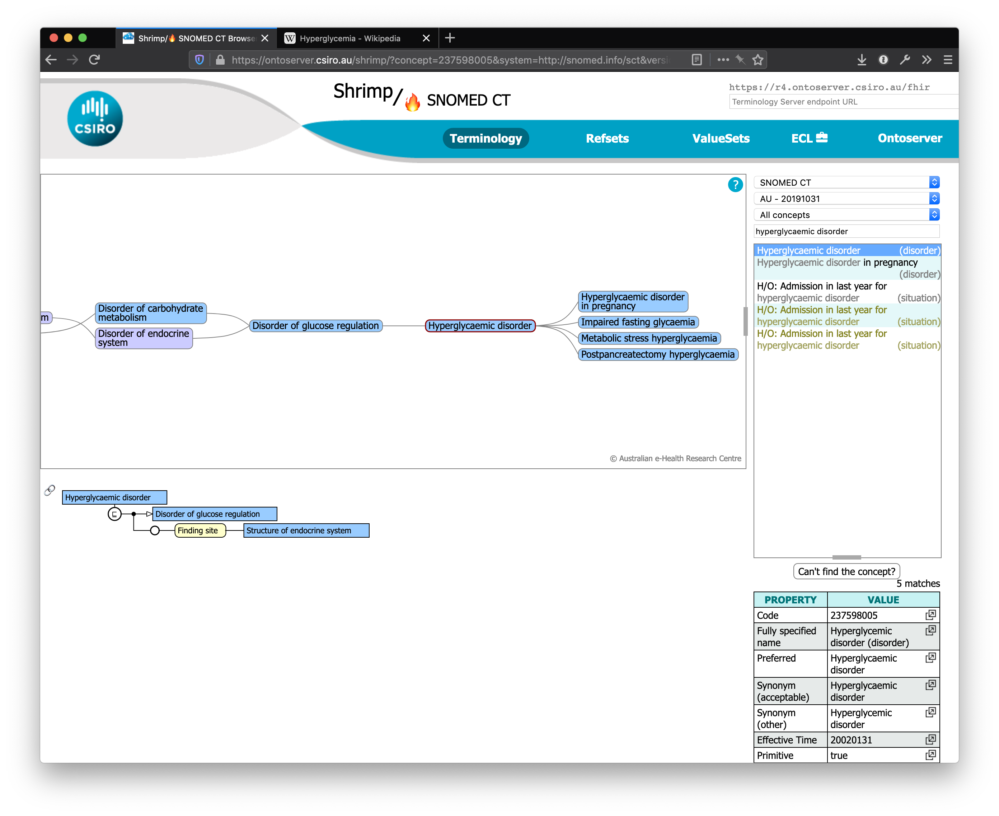 Shrimp/🔥 SNOMED CT Browse
Hyperglycemia - Wikipedia
https://ontoserver.csiro.au/shrimp/?concept=237598005&system=http://snomed.info/sct&versi
CSIRO
Shrimp/🔥 SNOMED CT
https://r4.ontoserver.csiro.au/fhir
Terminology Server endpoint URL
Terminology
Refsets
ValueSets
ECL
Ontoserver
?
m
Disorder of carbohydrate
metabolism
Disorder of endocrine
system
Disorder of glucose regulation
Hyperglycaemic disorder
Hyperglycaemic disorder
in pregnancy
Impaired fasting glycaemia
Metabolic stress hyperglycaemia
Postpancreatectomy hyperglycaemia
© Australian e-Health Research Centre
Hyperglycaemic disorder
⊑
Disorder of glucose regulation
Finding site
Structure of endocrine system
SNOMED CT
AU - 20191031
All concepts
hyperglycaemic disorder
Hyperglycaemic disorder (disorder)
Hyperglycaemic disorder in pregnancy
(disorder)
H/O: Admission in last year for
hyperglycaemic disorder (situation)
H/O: Admission in last year for
hyperglycaemic disorder (situation)
H/O: Admission in last year for
hyperglycaemic disorder (situation)
Can't find the concept?
5 matches
PROPERTY VALUE
Code 237598005
Fully specified Hyperglycemic
name disorder (disorder)
Preferred Hyperglycaemic
disorder
Synonym Hyperglycaemic
(acceptable) disorder
Synonym Hyperglycemic
(other) disorder
Effective Time 20020131
Primitive true